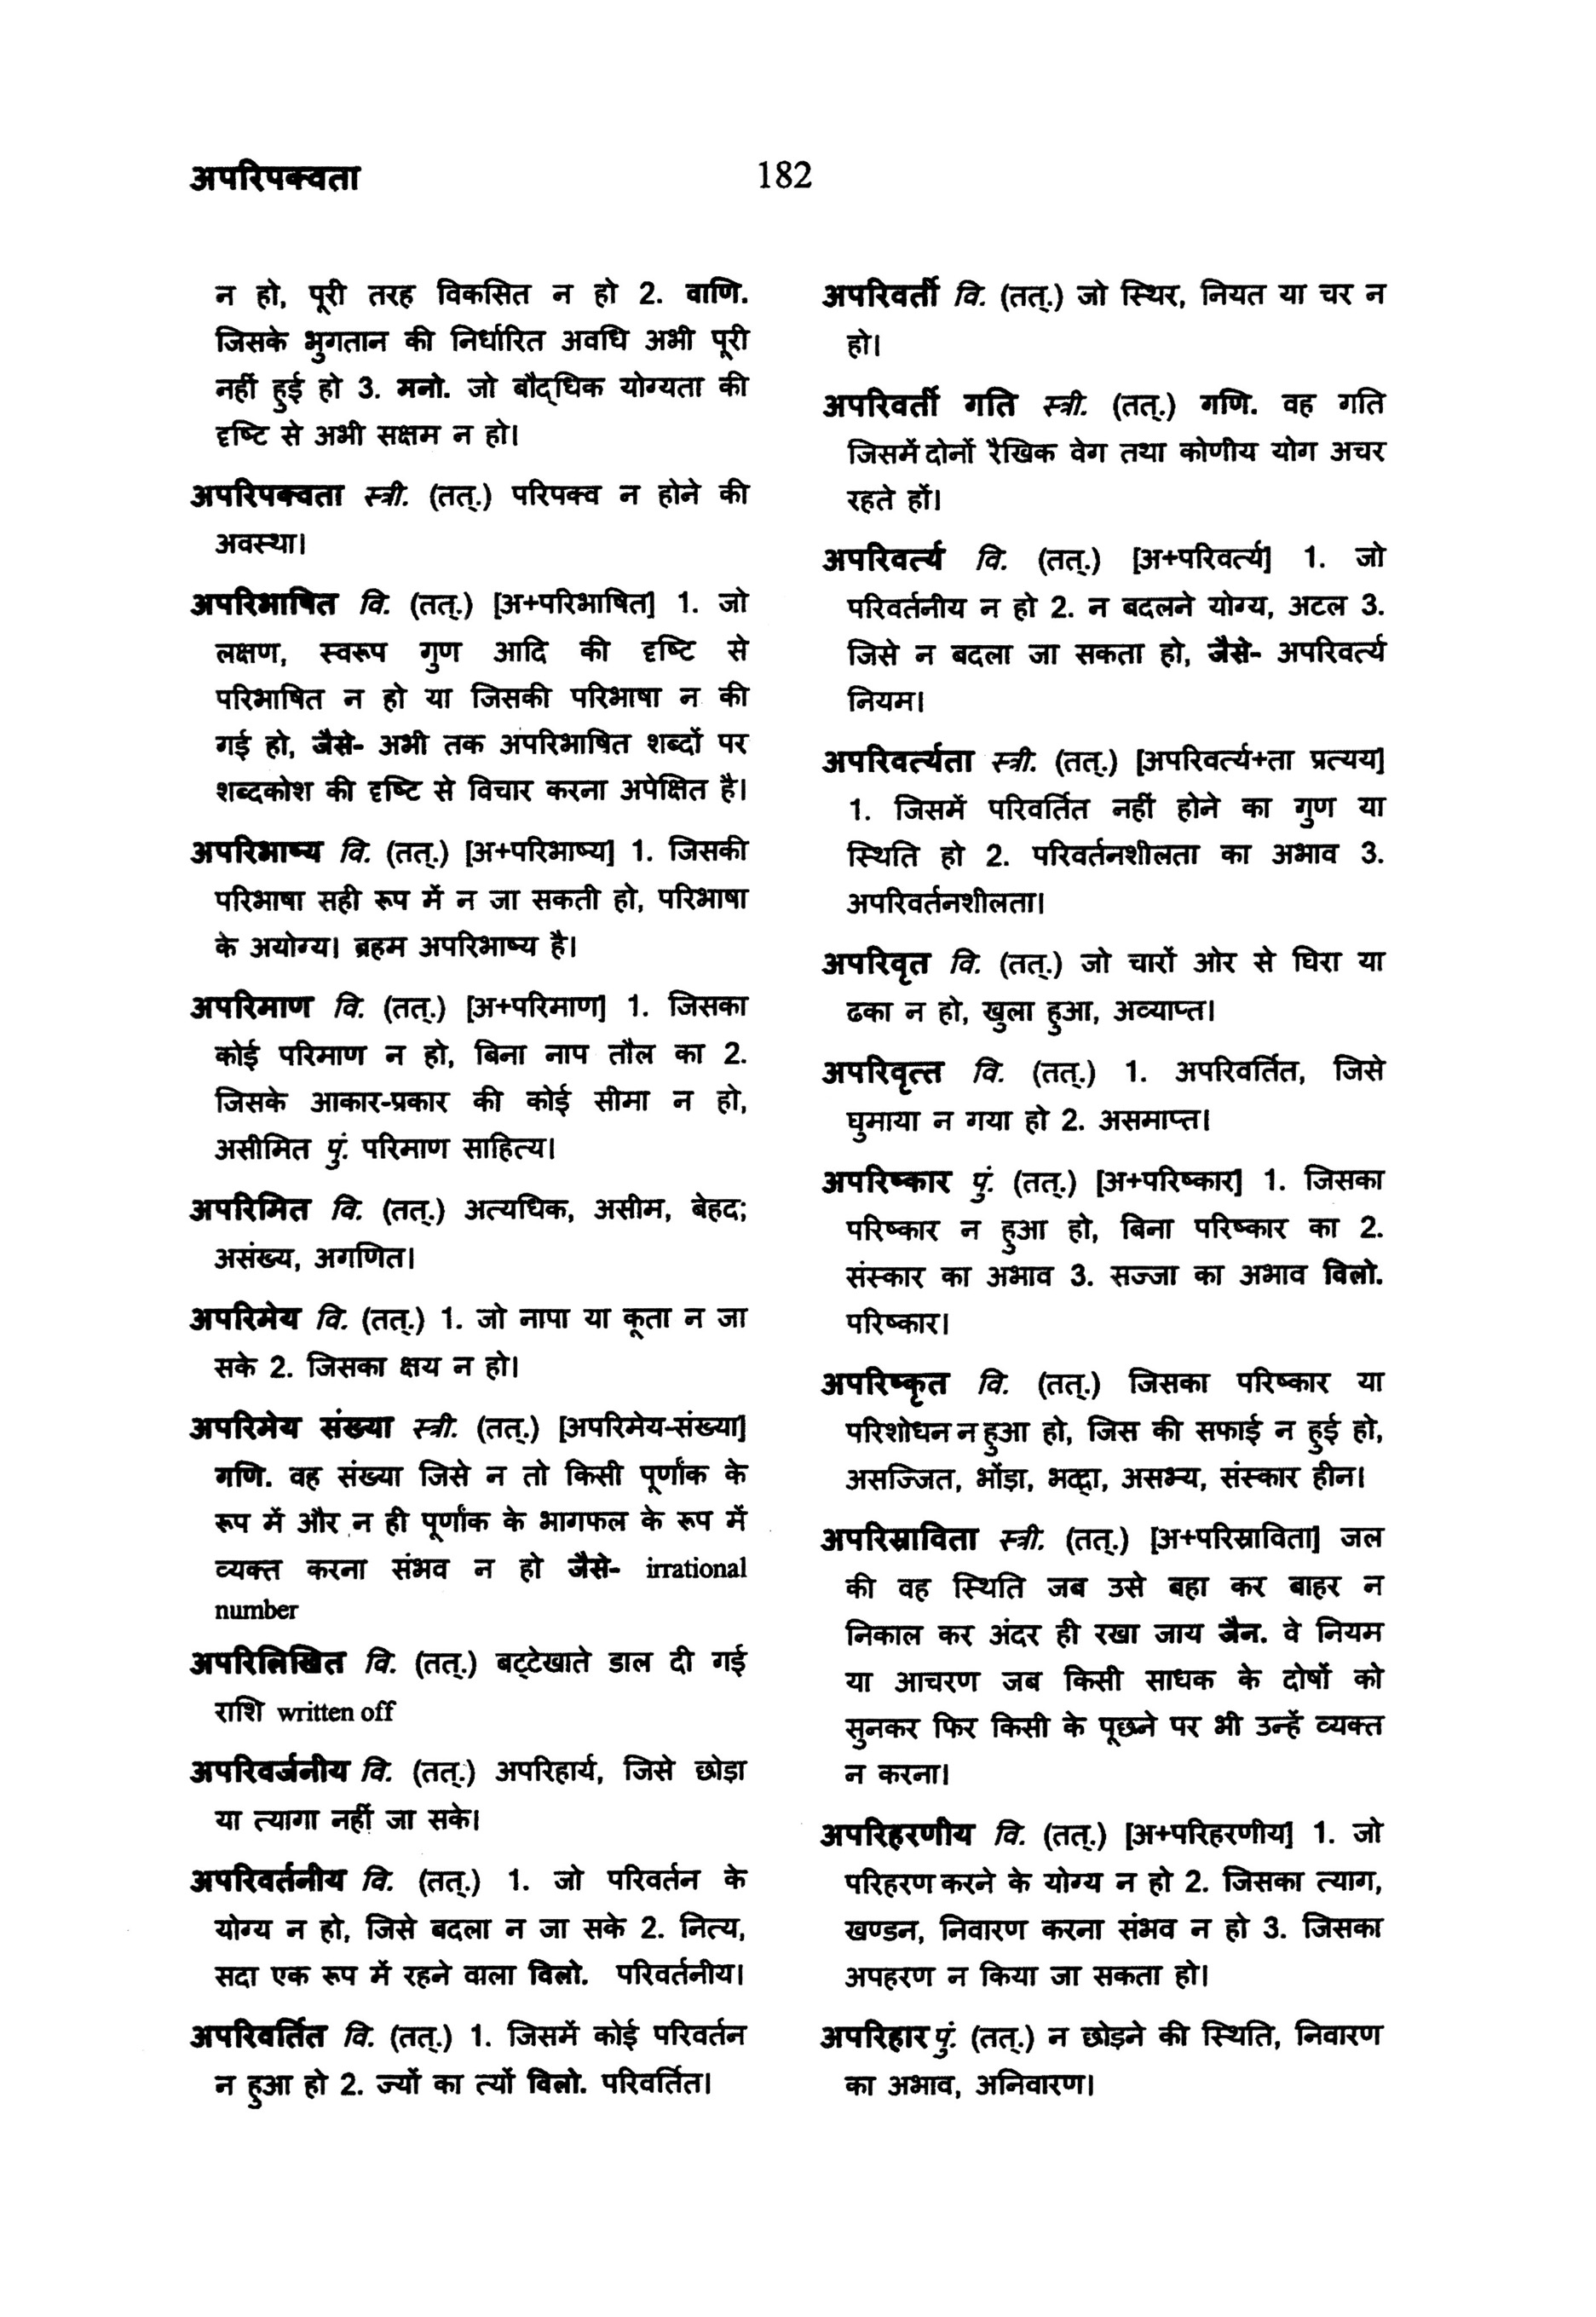 अपरिपक्वता
182
न हो, पूरी तरह विकसित न हो 2. वाणि.
जिसके भुगतान की निर्धारित अवधि अभी पूरी
नहीं हुई हो 3. मनो. जो बौद्धिक योग्यता की
दृष्टि से अभी सक्षम न हो।
अपरिपक्वता स्त्री. (तत्.) परिपक्व न होने की
अवस्था।
अपरिभाषित वि. (तत्.) [अ+परिभाषित] 1. जो
लक्षण, स्वरूप गुण आदि की दृष्टि से
परिभाषित न हो या जिसकी परिभाषा न की
गई हो, जैसे- अभी तक अपरिभाषित शब्दों पर
शब्दकोश की दृष्टि से विचार करना अपेक्षित है।
अपरिभाष्य वि. (तत्.) [अ+परिभाष्य] 1. जिसकी
परिभाषा सही रूप में न जा सकती हो, परिभाषा
के अयोग्य। ब्रहम अपरिभाष्य है।
अपरिमाण वि. (तत्.) [अ+परिमाण] 1. जिसका
कोई परिमाण न हो, बिना नाप तौल का 2.
जिसके आकार-प्रकार की कोई सीमा न हो,
असीमित पुं. परिमाण साहित्य।
अपरिमित वि. (तत्.) अत्यधिक, असीम, बेहद;
असंख्य, अगणित।
अपरिमेय वि. (तत्.) 1. जो नापा या कूता न जा
सके 2. जिसका क्षय न हो।
अपरिमेय संख्या स्त्री. (तत्.) [अपरिमेय-संख्या]
गणि. वह संख्या जिसे न तो किसी पूर्णांक के
रूप में और न ही पूर्णांक के भागफल के रूप में
व्यक्त करना संभव न हो जैसे- irrational
number
अपरिलिखित वि. (तत्.) बट्टेखाते डाल दी गई
राशि written off
अपरिवर्जनीय वि. (तत्.) अपरिहार्य, जिसे छोड़ा
या त्यागा नहीं जा सके।
अपरिवर्तनीय वि. (तत्.) 1. जो परिवर्तन के
योग्य न हो, जिसे बदला न जा सके 2. नित्य,
सदा एक रूप में रहने वाला विलो. परिवर्तनीय।
अपरिवर्तित वि. (तत्.) 1. जिसमें कोई परिवर्तन
न हुआ हो 2. ज्यों का त्यों विलो. परिवर्तित।
अपरिवर्ती वि. (तत्.) जो स्थिर, नियत या चर न
हो।
अपरिवर्ती गति स्त्री. (तत्.) गणि. वह गति
जिसमें दोनों रैखिक वेग तथा कोणीय योग अचर
रहते हों।
अपरिवर्त्य वि. (तत्.) [अ+परिवर्त्य] 1. जो
परिवर्तनीय न हो 2. न बदलने योग्य, अटल 3.
जिसे न बदला जा सकता हो, जैसे- अपरिवर्त्य
नियम।
अपरिवर्त्यता स्त्री. (तत्.) [अपरिवर्त्य+ता प्रत्यय]
1. जिसमें परिवर्तित नहीं होने का गुण या
स्थिति हो 2. परिवर्तनशीलता का अभाव 3.
अपरिवर्तनशीलता।
अपरिवृत वि. (तत्.) जो चारों ओर से घिरा या
ढका न हो, खुला हुआ, अव्याप्त।
अपरिवृत्त वि. (तत्.) 1. अपरिवर्तित, जिसे
घुमाया न गया हो 2. असमाप्त।
अपरिष्कार पुं. (तत्.) [अ+परिष्कार] 1. जिसका
परिष्कार न हुआ हो, बिना परिष्कार का 2.
संस्कार का अभाव 3. सज्जा का अभाव विलो.
परिष्कार।
अपरिष्कृत वि. (तत्.) जिसका परिष्कार या
परिशोधन न हुआ हो, जिस की सफाई न हुई हो,
असज्जित, भोंड़ा, भद्दा, असभ्य, संस्कार हीन।
अपरिस्राविता स्त्री. (तत्.) [अ+परिस्राविता] जल
की वह स्थिति जब उसे बहा कर बाहर न
निकाल कर अंदर ही रखा जाय जैन. वे नियम
या आचरण जब किसी साधक के दोषों को
सुनकर फिर किसी के पूछने पर भी उन्हें व्यक्त
न करना।
अपरिहरणीय वि. (तत्.) [अ+परिहरणीय] 1. जो
परिहरण करने के योग्य न हो 2. जिसका त्याग,
खण्डन, निवारण करना संभव न हो 3. जिसका
अपहरण न किया जा सकता हो।
अपरिहार पुं. (तत्.) न छोड़ने की स्थिति, निवारण
का अभाव, अनिवारण।